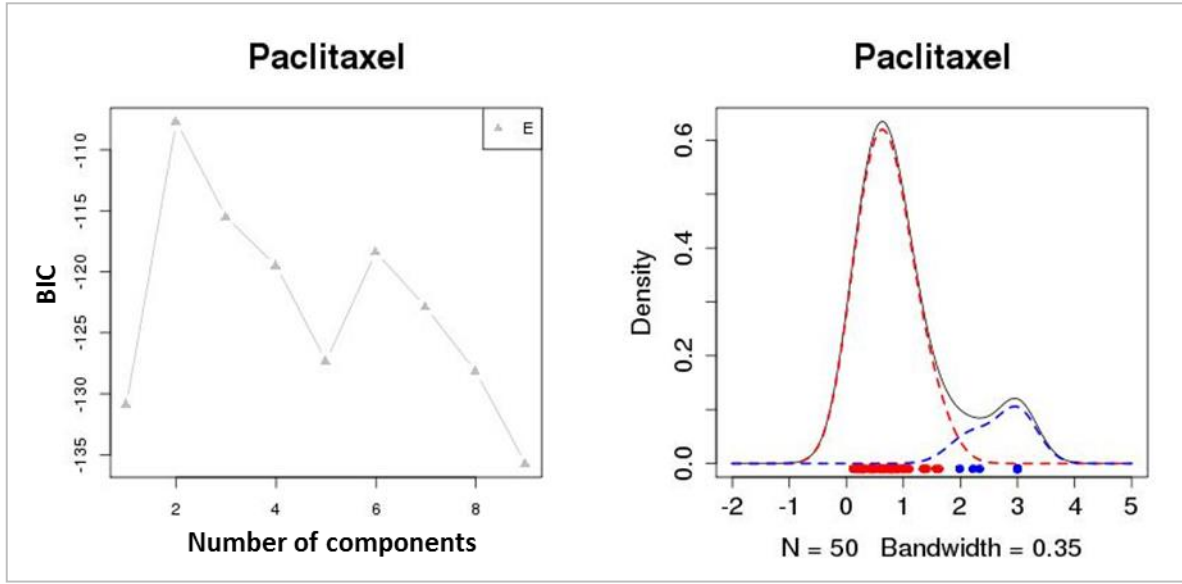 Paclitaxel
E
BIC
-110
-115
-120
-125
-130
-135
2 4 6 8
Number of components
Paclitaxel
Density
0.6
0.4
0.2
0.0
-2 -1 0 1 2 3 4 5
N = 50 Bandwidth = 0.35